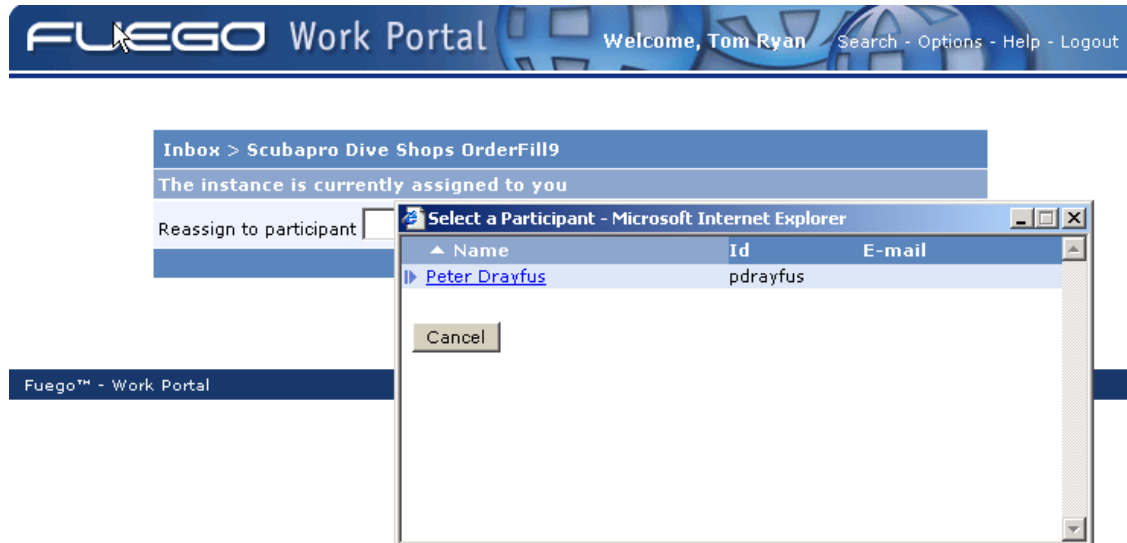 FUEGO Work Portal
Welcome, Tom Ryan Search - Options - Help - Logout
Inbox > Scubapro Dive Shops OrderFill9
The instance is currently assigned to you
Reassign to participant
Select a Participant - Microsoft Internet Explorer
Name Id E-mail
Peter Drayfus pdrayfus
Cancel
Fuego™ - Work Portal